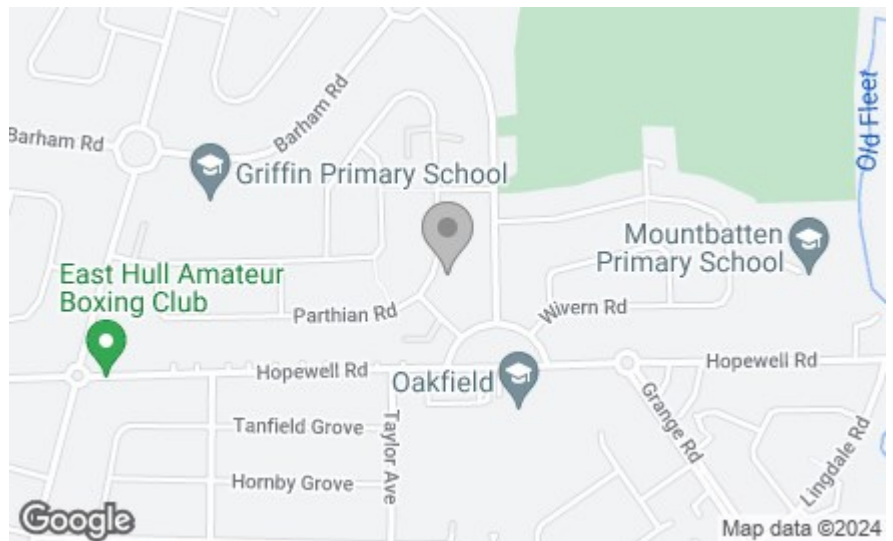 Barham Rd
Barham Rd
Old Fleet
Griffin Primary School
Mountbatten
Primary School
East Hull Amateur
Boxing Club
Parthian Rd
Wivern Rd
Hopewell Rd
Hopewell Rd
Oakfield
Grange Rd
Tanfield Grove
Taylor Ave
Lingdale Rd
Hornby Grove
Google
Map data ©2024